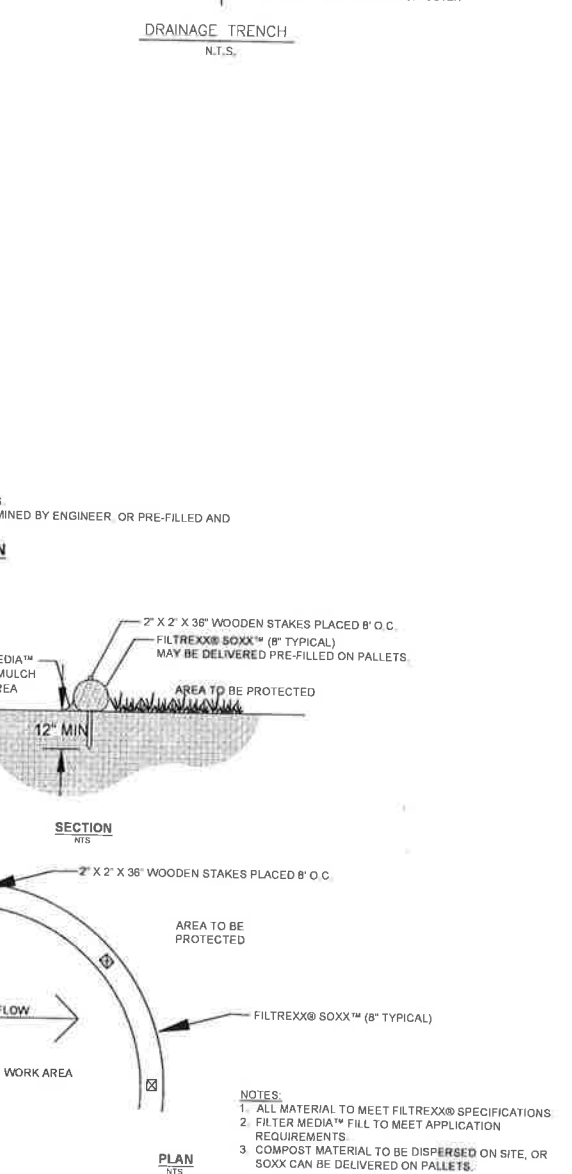 DRAINAGE TRENCH
N.T.S.
MINED BY ENGINEER, OR PRE-FILLED AND
2" X 2" X 36" WOODEN STAKES PLACED 8' O.C.
FILTREXX® SOXX™ (8" TYPICAL)
MAY BE DELIVERED PRE-FILLED ON PALLETS.
EDIA™
MULCH
REA
AREA TO BE PROTECTED
12" MIN
SECTION
NTS
2" X 2" X 36" WOODEN STAKES PLACED 8' O.C.
AREA TO BE
PROTECTED
FLOW
FILTREXX® SOXX™ (8" TYPICAL)
WORK AREA
PLAN
NTS
NOTES:
1. ALL MATERIAL TO MEET FILTREXX® SPECIFICATIONS
2. FILTER MEDIA™ FILL TO MEET APPLICATION
REQUIREMENTS.
3. COMPOST MATERIAL TO BE DISPERSED ON SITE, OR
SOXX CAN BE DELIVERED ON PALLETS.